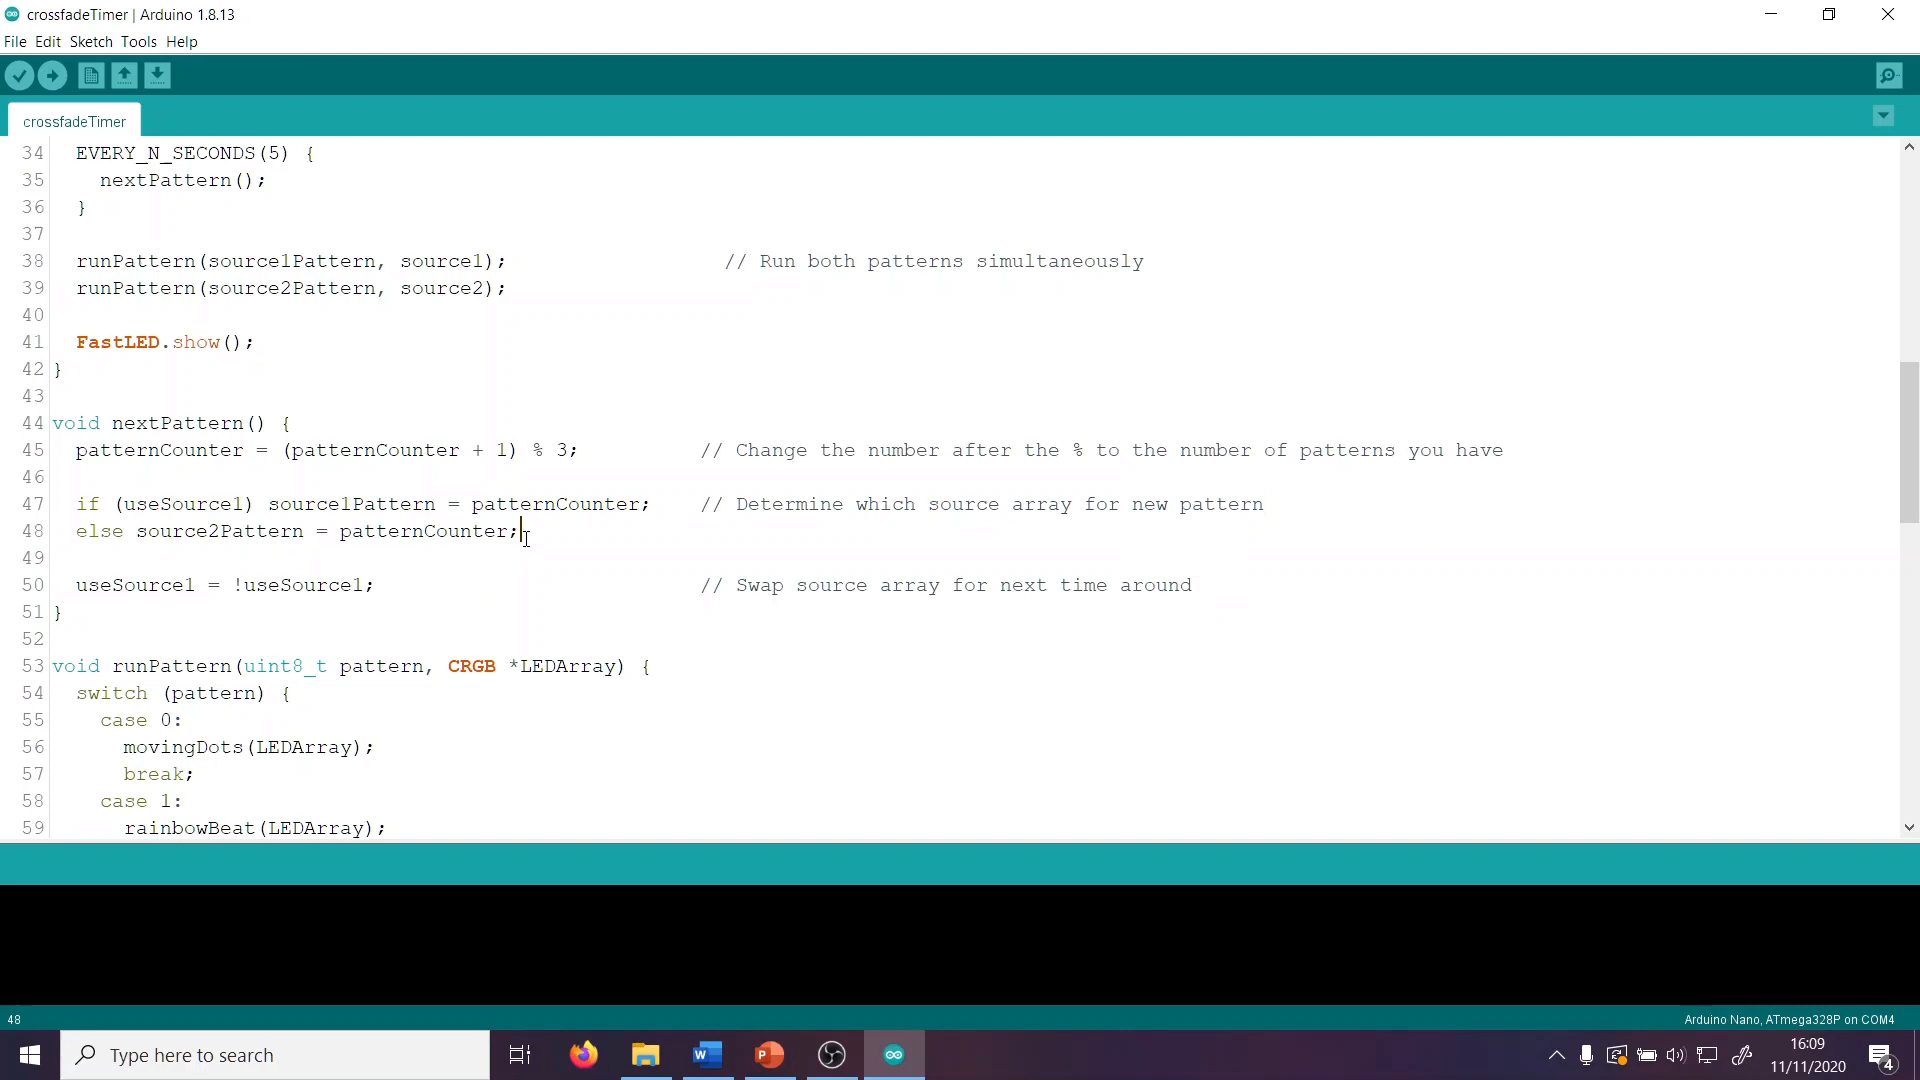 crossfadeTimer | Arduino 1.8.13
File Edit Sketch Tools Help
crossfadeTimer
34 EVERY_N_SECONDS(5) {
35 nextPattern();
36 }
37
38 runPattern(source1Pattern, source1); // Run both patterns simultaneously
39 runPattern(source2Pattern, source2);
40
41 FastLED.show();
42 }
43
44 void nextPattern() {
45 patternCounter = (patternCounter + 1) % 3; // Change the number after the % to the number of patterns you have
46
47 if (useSource1) source1Pattern = patternCounter; // Determine which source array for new pattern
48 else source2Pattern = patternCounter;
49
50 useSource1 = !useSource1; // Swap source array for next time around
51 }
52
53 void runPattern(uint8_t pattern, CRGB *LEDArray) {
54 switch (pattern) {
55 case 0:
56 movingDots(LEDArray);
57 break;
58 case 1:
59 rainbowBeat(LEDArray);
48
Arduino Nano, ATmega328P on COM4
Type here to search
16:09
11/11/2020
4